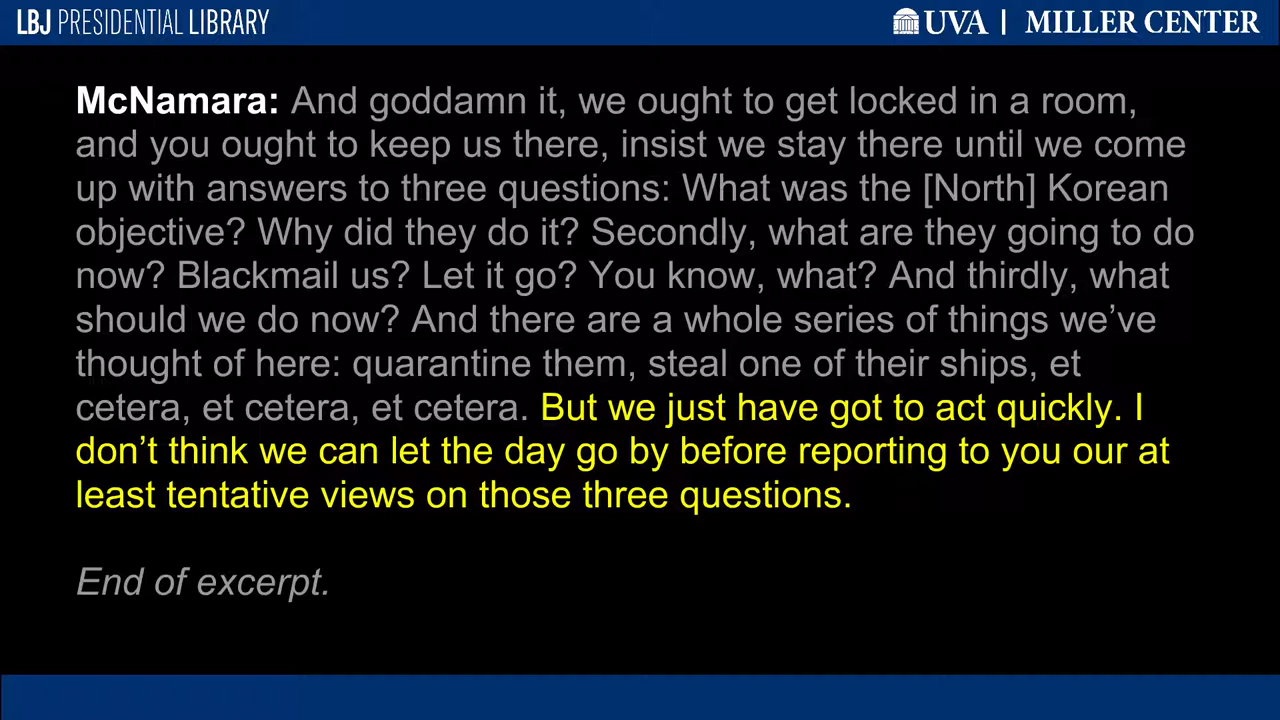 LBJ PRESIDENTIAL LIBRARY
UVA | MILLER CENTER
McNamara: And goddamn it, we ought to get locked in a room,
and you ought to keep us there, insist we stay there until we come
up with answers to three questions: What was the [North] Korean
objective? Why did they do it? Secondly, what are they going to do
now? Blackmail us? Let it go? You know, what? And thirdly, what
should we do now? And there are a whole series of things we’ve
thought of here: quarantine them, steal one of their ships, et
cetera, et cetera, et cetera. But we just have got to act quickly. I
don’t think we can let the day go by before reporting to you our at
least tentative views on those three questions.
End of excerpt.